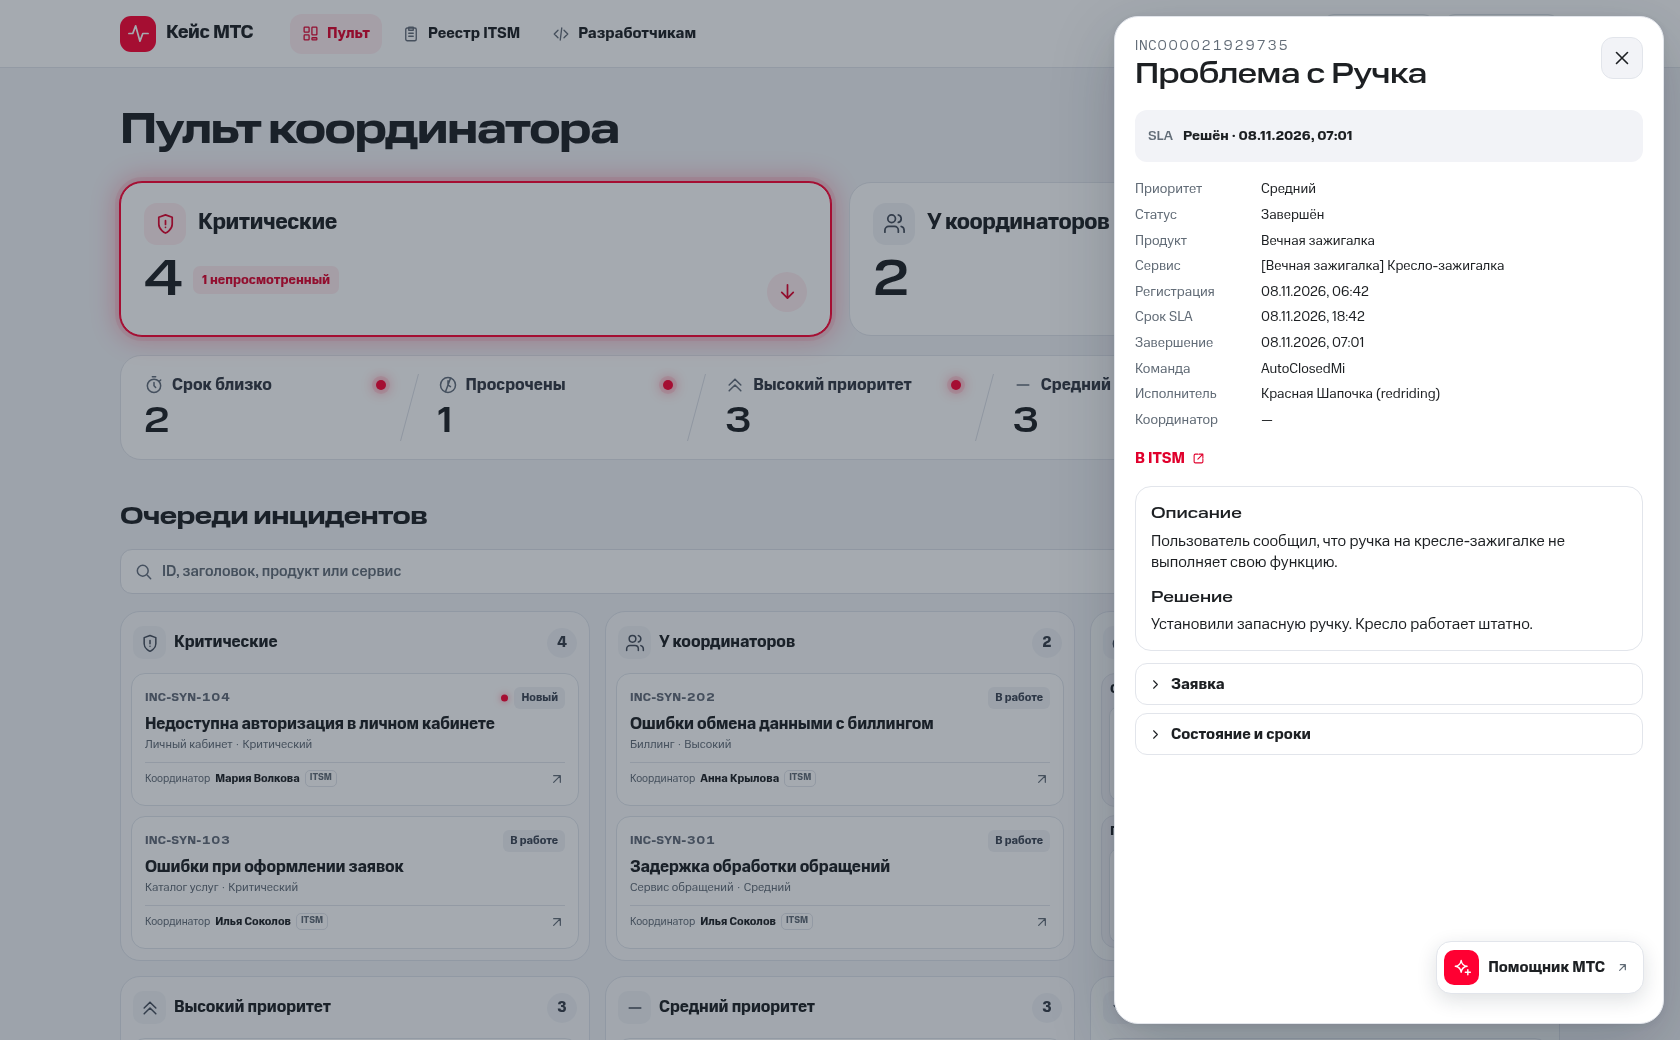 Кейс МТС
Пульт
Реестр ITSM
Разработчикам
Пульт координатора
Критические
4
1 непросмотренный
У координаторов
2
Срок близко
2
Просрочены
1
Высокий приоритет
3
Средний
3
Очереди инцидентов
ID, заголовок, продукт или сервис
Критические
4
INC-SYN-104
Новый
Недоступна авторизация в личном кабинете
Личный кабинет · Критический
Координатор Мария Волкова ITSM
INC-SYN-103
В работе
Ошибки при оформлении заявок
Каталог услуг · Критический
Координатор Илья Соколов ITSM
У координаторов
2
INC-SYN-202
В работе
Ошибки обмена данными с биллингом
Биллинг · Высокий
Координатор Анна Крылова ITSM
INC-SYN-301
В работе
Задержка обработки обращений
Сервис обращений · Средний
Координатор Илья Соколов ITSM
Высокий приоритет
3
Средний приоритет
3
INC000021929735
Проблема с Ручка
SLA Решён · 08.11.2026, 07:01
Приоритет Средний
Статус Завершён
Продукт Вечная зажигалка
Сервис [Вечная зажигалка] Кресло-зажигалка
Регистрация 08.11.2026, 06:42
Срок SLA 08.11.2026, 18:42
Завершение 08.11.2026, 07:01
Команда AutoClosedMi
Исполнитель Красная Шапочка (redriding)
Координатор —
В ITSM
Описание
Пользователь сообщил, что ручка на кресле-зажигалке не
выполняет свою функцию.
Решение
Установили запасную ручку. Кресло работает штатно.
Заявка
Состояние и сроки
Помощник МТС